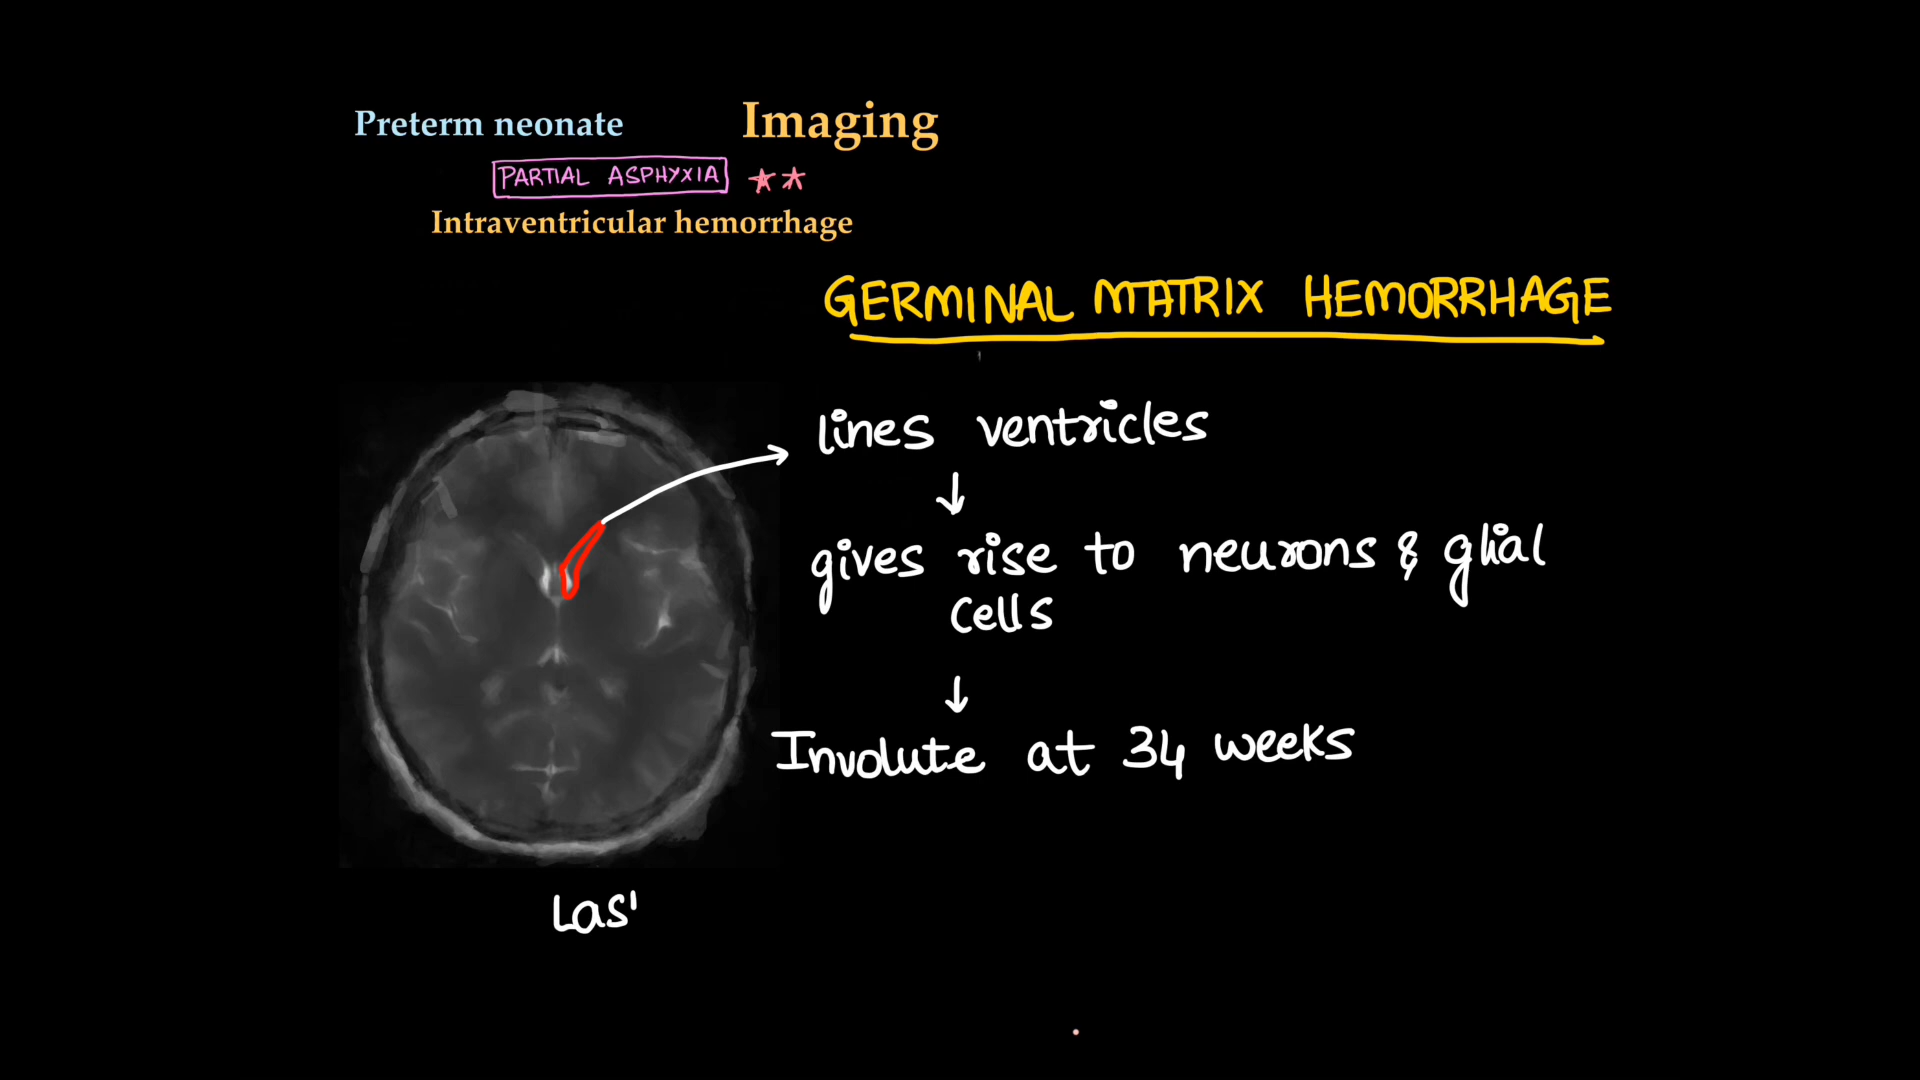 Preterm neonate Imaging
PARTIAL ASPHYXIA
Intraventricular hemorrhage
GERMINAL MATRIX HEMORRHAGE
lines ventricles
gives rise to neurons & glial
cells
Involute at 34 weeks
Las